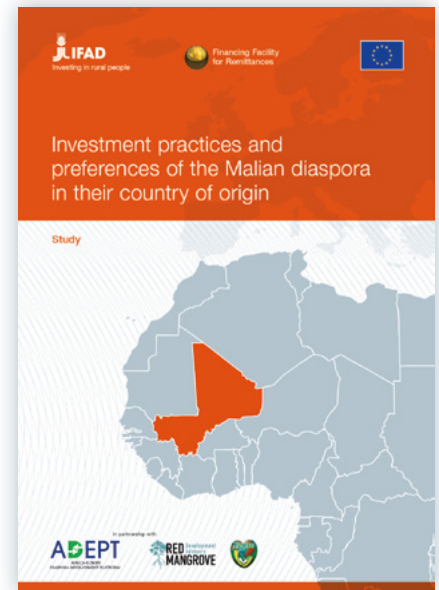 IFAD
Investing in rural people
Financing Facility
for Remittances
Investment practices and
preferences of the Malian diaspora
in their country of origin
Study
In partnership with:
ADEPT
AFRICA-EUROPE
DIASPORA DEVELOPMENT PLATFORM
RED Development
advisory
MANGROVE